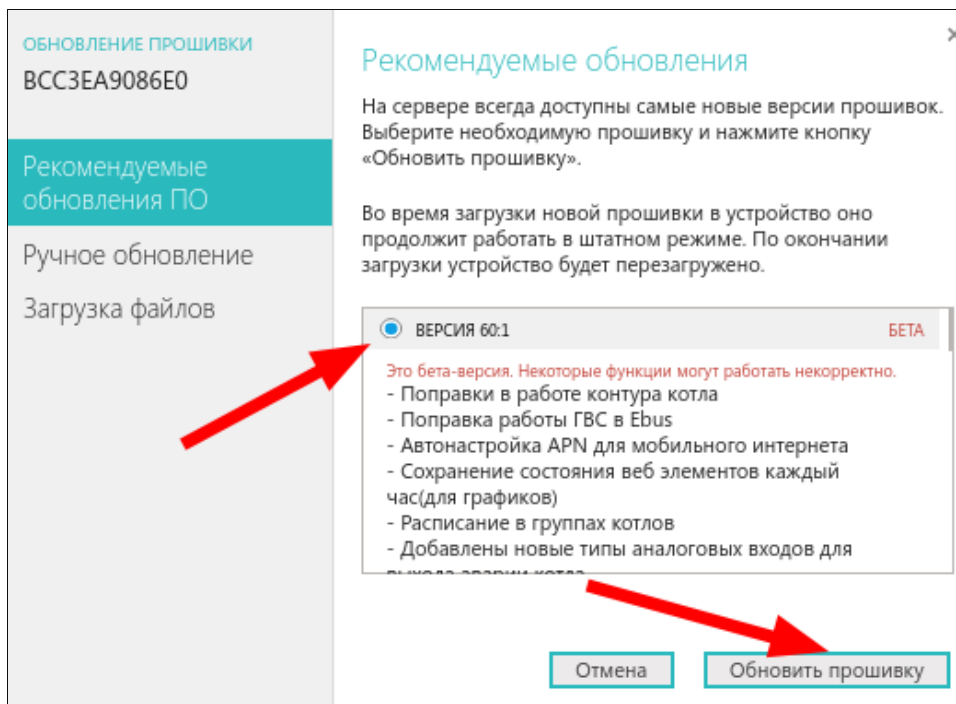 ОБНОВЛЕНИЕ ПРОШИВКИ
BCC3EA9086E0
Рекомендуемые
обновления ПО
Ручное обновление
Загрузка файлов
Рекомендуемые обновления
На сервере всегда доступны самые новые версии прошивок.
Выберите необходимую прошивку и нажмите кнопку
«Обновить прошивку».
Во время загрузки новой прошивки в устройство оно
продолжит работать в штатном режиме. По окончании
загрузки устройство будет перезагружено.
ВЕРСИЯ 60:1 БЕТА
Это бета-версия. Некоторые функции могут работать некорректно.
- Поправки в работе контура котла
- Поправка работы ГВС в Ebus
- Автонастройка APN для мобильного интернета
- Сохранение состояния веб элементов каждый
час(для графиков)
- Расписание в группах котлов
- Добавлены новые типы аналоговых входов для
выхода аварии котла
Отмена
Обновить прошивку